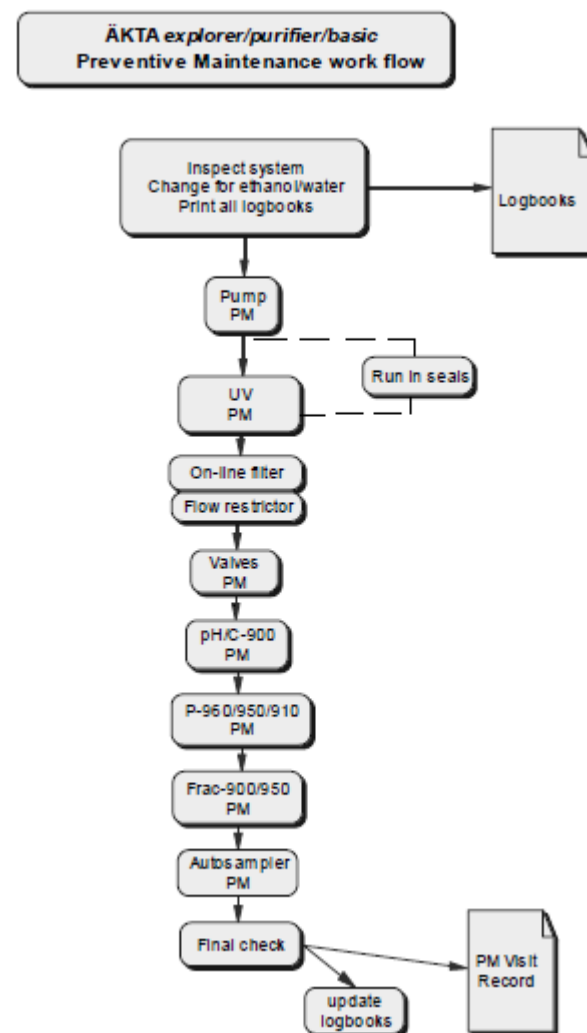 ÄKTA explorer/purifier/basic
Preventive Maintenance work flow
Inspect system
Change for ethanol/water
Print all logbooks
Logbooks
Pump
PM
Run in seals
UV
PM
On-line filter
Flow restrictor
Valves
PM
pH/C-900
PM
P-960/950/910
PM
Frac-900/950
PM
Autosampler
PM
Final check
PM Visit
Record
update
logbooks